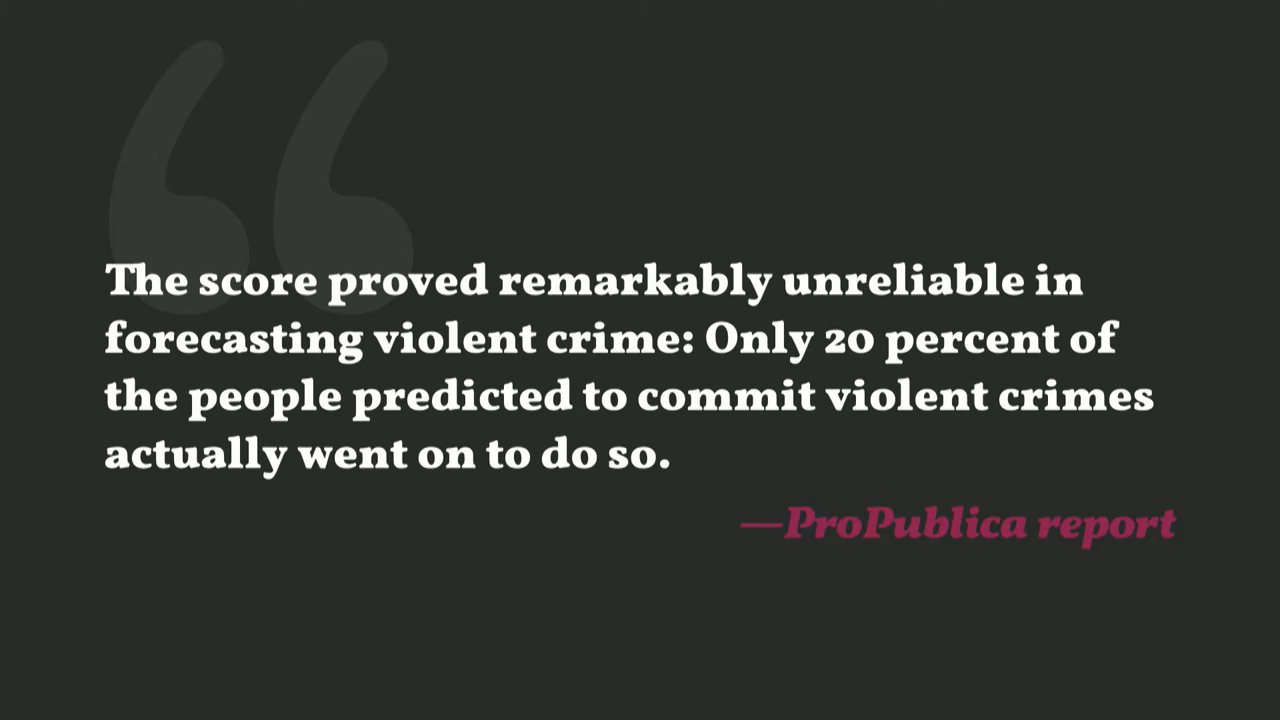 The score proved remarkably unreliable in
forecasting violent crime: Only 20 percent of
the people predicted to commit violent crimes
actually went on to do so.
—ProPublica report